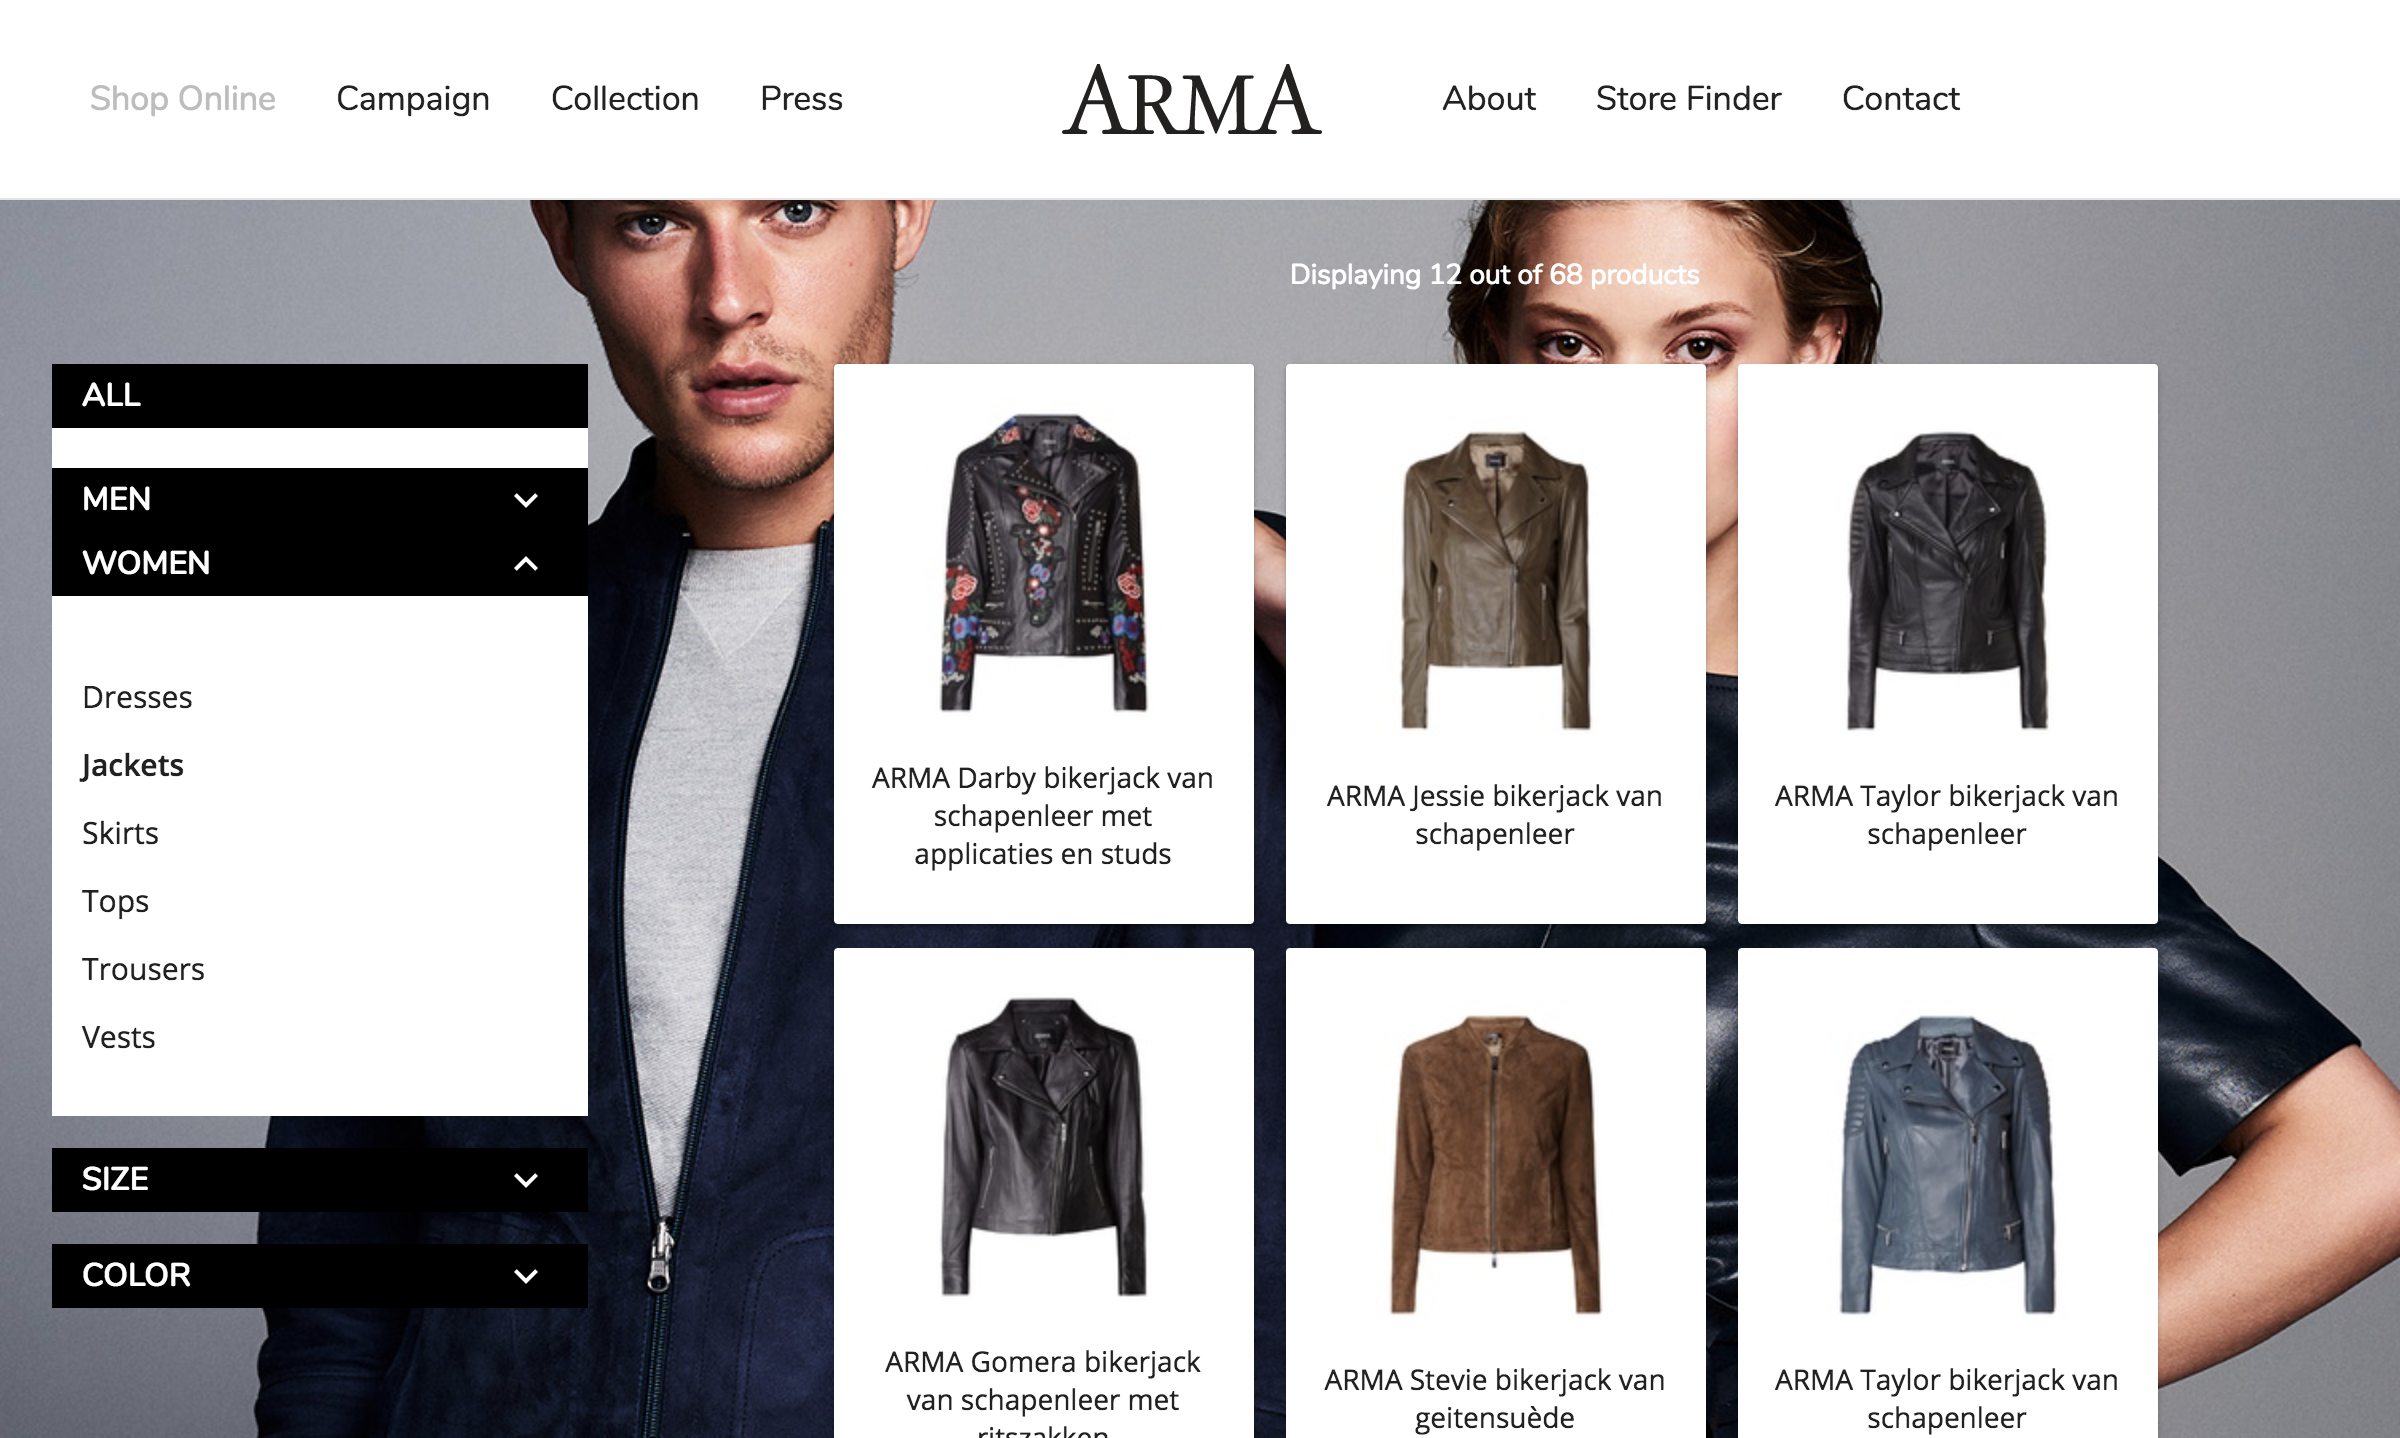 Shop Online
Campaign
Collection
Press
ARMA
About
Store Finder
Contact
Displaying 12 out of 68 products
ALL
MEN
WOMEN
Dresses
Jackets
Skirts
Tops
Trousers
Vests
SIZE
COLOR
ARMA Darby bikerjack van
schapenleer met
applicaties en studs
ARMA Jessie bikerjack van
schapenleer
ARMA Taylor bikerjack van
schapenleer
ARMA Gomera bikerjack
van schapenleer met
ritszakken
ARMA Stevie bikerjack van
geitensuède
ARMA Taylor bikerjack van
schapenleer